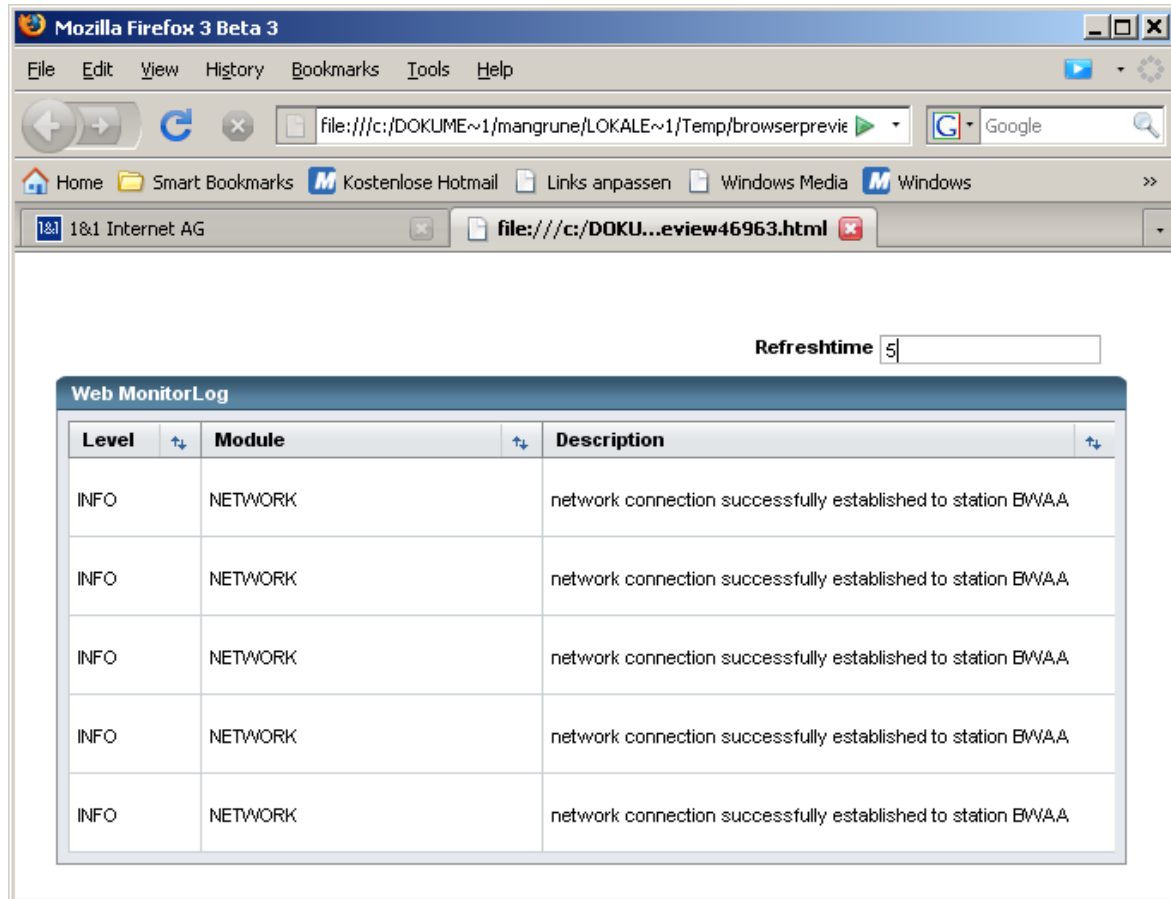 Mozilla Firefox 3 Beta 3
File Edit View History Bookmarks Tools Help
file:///c:/DOKUME~1/mangrune/LOKALE~1/Temp/browserprevie G Google
Home Smart Bookmarks M Kostenlose Hotmail Links anpassen Windows Media M Windows »
1&1 1&1 Internet AG file:///c:/DOKU...eview46963.html
Refreshtime 5
Web MonitorLog
Level Module Description
INFO NETWORK network connection successfully established to station BWAA
INFO NETWORK network connection successfully established to station BWAA
INFO NETWORK network connection successfully established to station BWAA
INFO NETWORK network connection successfully established to station BWAA
INFO NETWORK network connection successfully established to station BWAA